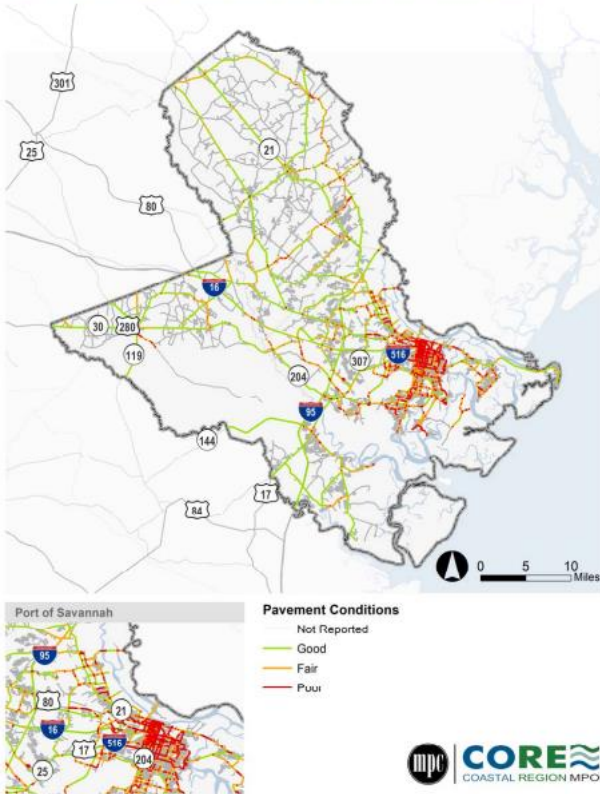 301
25
21
80
16
30
280
119
307
516
204
95
144
17
84
0 5 10
Miles
Port of Savannah
95
80
21
16
17
516
204
25
Pavement Conditions
Not Reported
Good
Fair
Poor
mpc
CORE
COASTAL REGION MPO